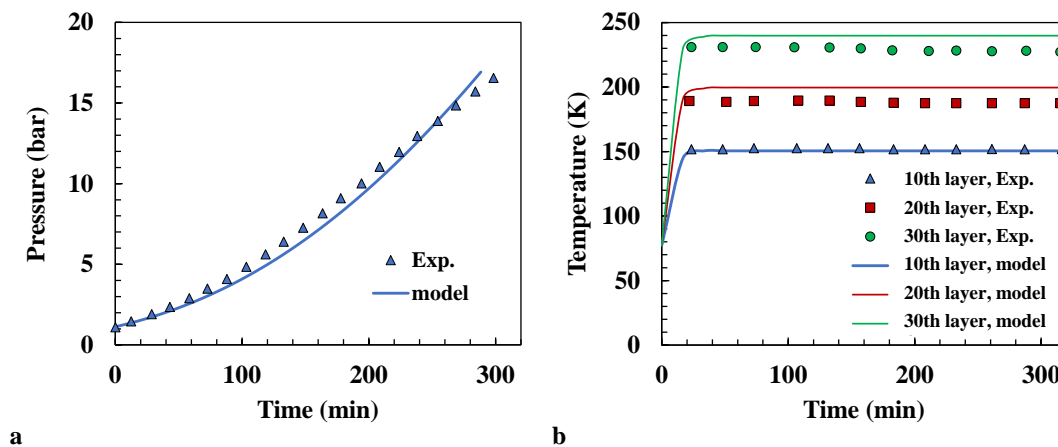 20
15
10
5
0
0
100
200
300
Pressure (bar)
Time (min)
Exp.
model
a
250
200
150
100
50
0
0
100
200
300
Temperature (K)
Time (min)
10th layer, Exp.
20th layer, Exp.
30th layer, Exp.
10th layer, model
20th layer, model
30th layer, model
b